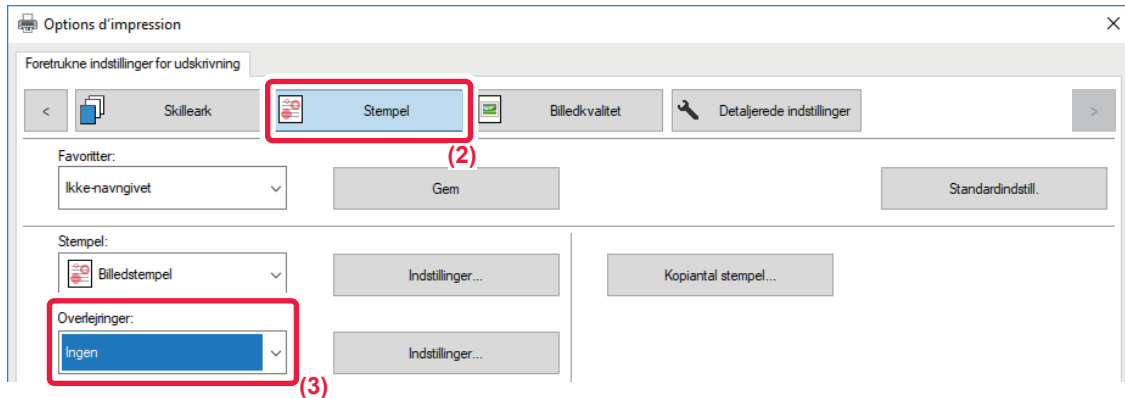 Options d'impression
Foretrukne indstillinger for udskrivning
< Skilleark Stempel Billedkvalitet Detaljerede indstillinger >
(2)
Favoritter:
Ikke-navngivet Gem Standardindstill.
Stempel:
Billedstempel Indstillinger... Kopiantal stempel...
Overlejringer:
Ingen Indstillinger...
(3)